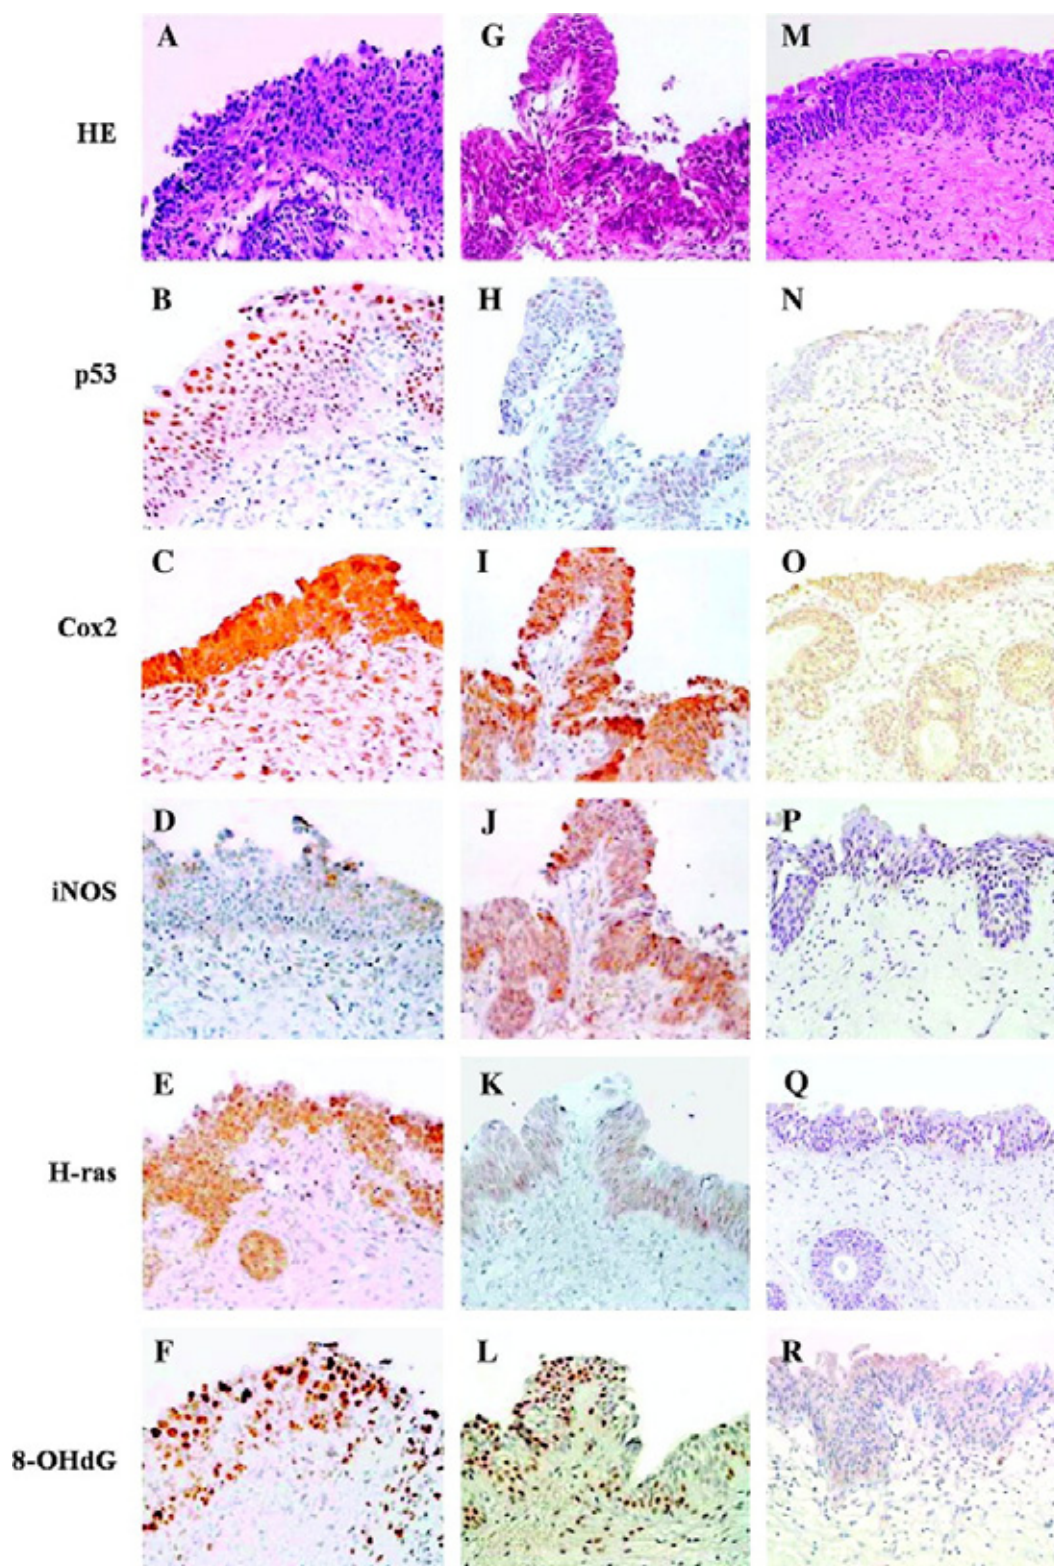 A G M
HE
B H N
p53
C I O
Cox2
D J P
iNOS
E K Q
H-ras
F L R
8-OHdG